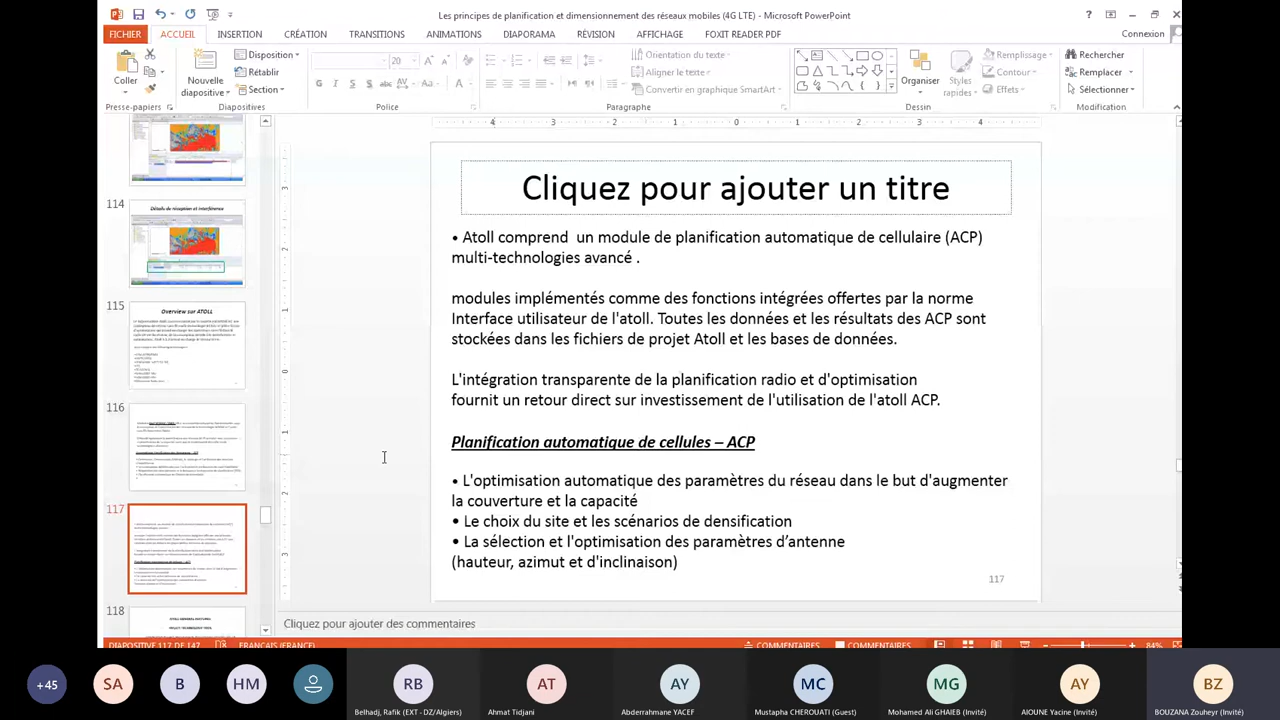 Les principes de planification et dimensionnement des réseaux mobiles (4G LTE) - Microsoft PowerPoint
FICHIER ACCUEIL INSERTION CRÉATION TRANSITIONS ANIMATIONS DIAPORAMA RÉVISION AFFICHAGE FOXIT READER PDF Connexion
Coller
Nouvelle diapositive
Disposition
Rétablir
Section
20
Orientation du texte
Aligner le texte
Convertir en graphique SmartArt
Organiser
Styles rapides
Remplissage
Contour
Effets
Rechercher
Remplacer
Sélectionner
Presse-papiers Diapositives Police Paragraphe Dessin Modification
4 3 2 1 0 1 2 3 4
114
Détails de réception et interférence
115
Overview sur ATOLL
116
117
118
Cliquez pour ajouter un titre
• Atoll comprend un module de planification automatique de cellulaire (ACP)
multi-technologies avancé
modules implémentés comme des fonctions intégrées offertes par la norme
Interface utilisateur Atoll. Toutes les données et les résultats de ACP sont
stockées dans les fichiers de projet Atoll et les bases de données.
L'intégration transparente de la planification radio et d'optimisation
fournit un retour direct sur investissement de l'utilisation de l'atoll ACP.
Planification automatique de cellules – ACP
• L'optimisation automatique des paramètres du réseau dans le but d'augmenter
la couverture et la capacité
• Le choix du site et les scénarios de densification
• La sélection et l'optimisation des paramètres d’antenne
(hauteur, azimut et inclinaison)
117
Cliquez pour ajouter des commentaires
DIAPOSITIVE 117 DE 147 FRANÇAIS (FRANCE) COMMENTAIRES COMMENTAIRES 84%
+45 SA B HM RB AT AY MC MG AY BZ
Belhadj, Rafik (EXT - DZ/Algiers) Ahmat Tidjani Abderrahmane YACEF Mustapha CHEROUATI (Guest) Mohamed Ali GHAIEB (Invité) AIOUNE Yacine (Invité) BOUZANA Zouheyr (Invité)